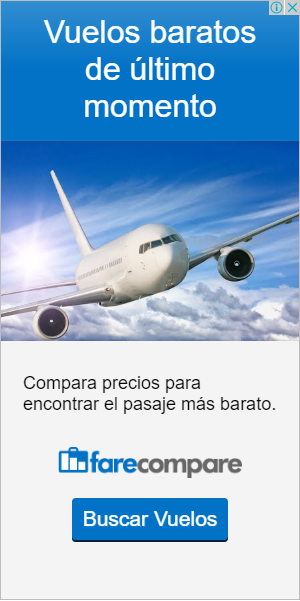 Vuelos baratos
de último
momento
Compara precios para
encontrar el pasaje más barato.
farecompare
Buscar Vuelos